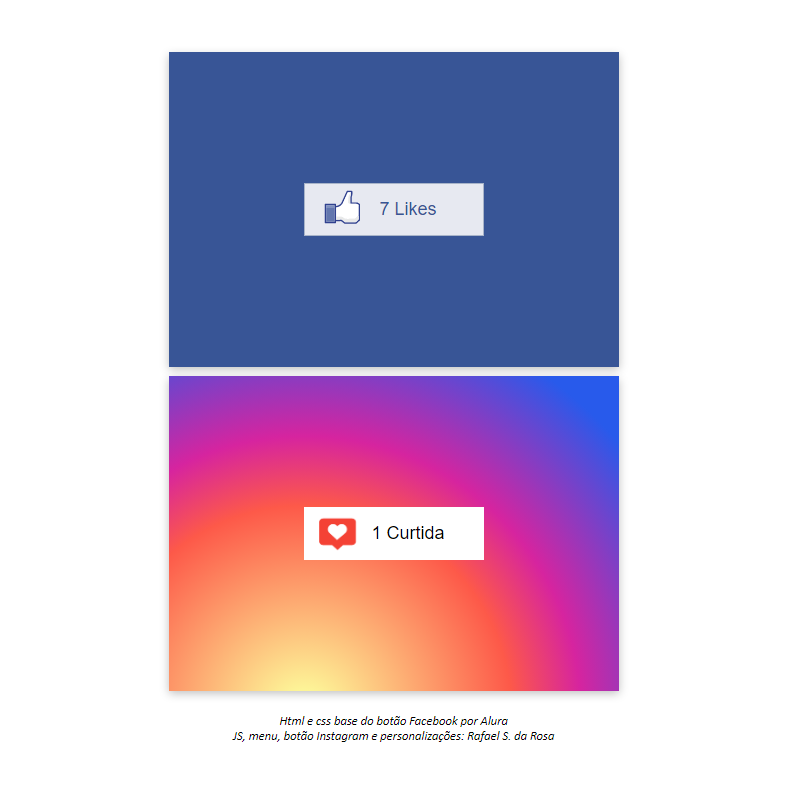 7 Likes
1 Curtida
Html e css base do botão Facebook por Alura
JS, menu, botão Instagram e personalizações: Rafael S. da Rosa